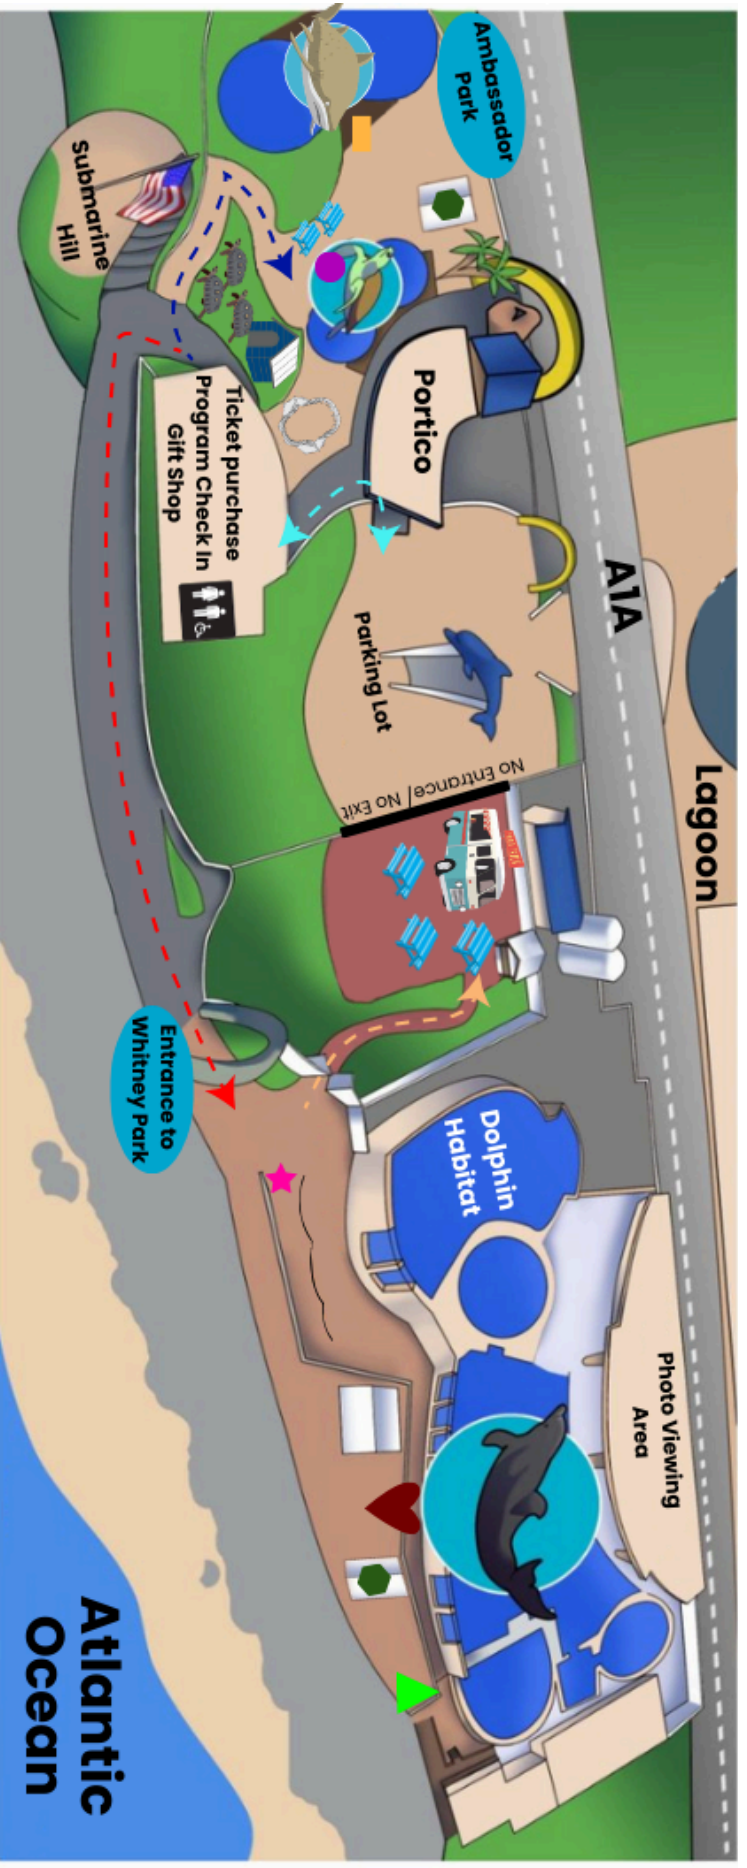 Ambassador
Park
Submarine
Hill
Portico
Ticket purchase
Program Check In
Gift Shop
A1A
Parking Lot
Lagoon
No Entrance/ No Exit
Entrance to
Whitney Park
Dolphin
Habitat
Photo Viewing
Area
Atlantic
Ocean